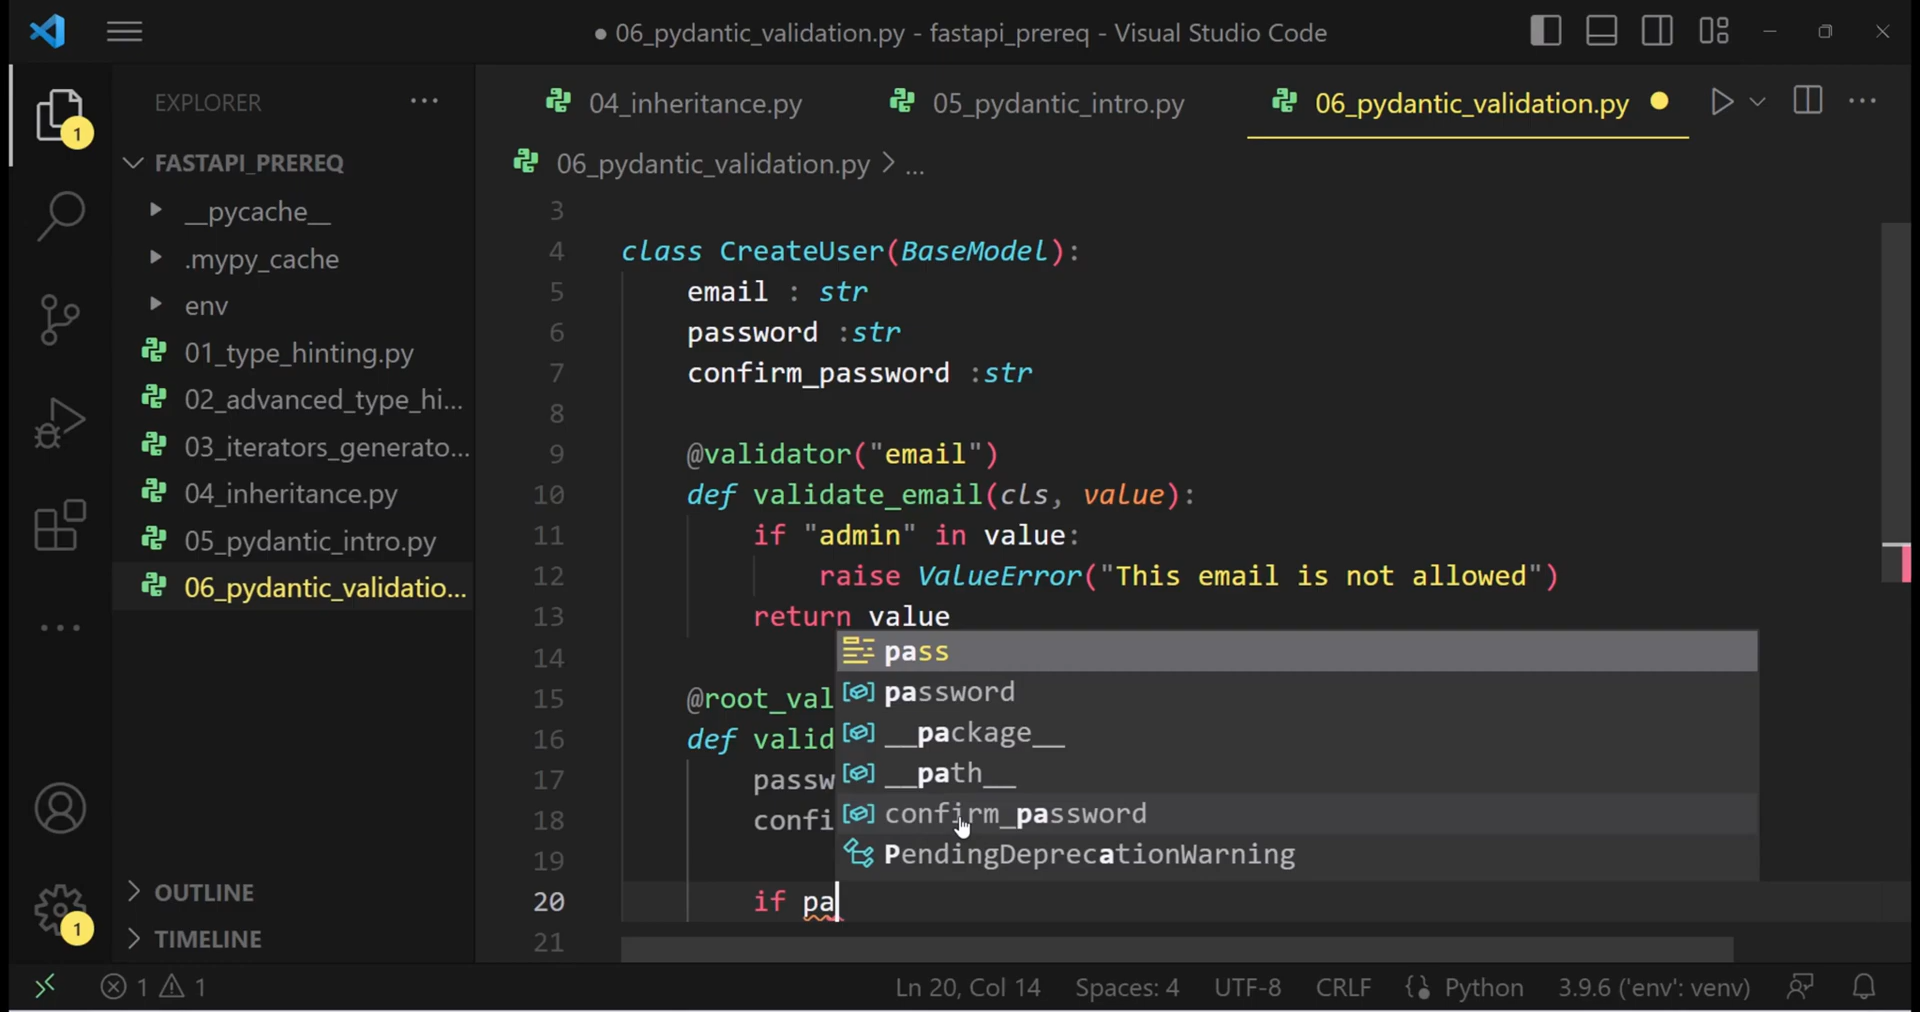 ● 06_pydantic_validation.py - fastapi_prereq - Visual Studio Code
EXPLORER ···
04_inheritance.py
05_pydantic_intro.py
06_pydantic_validation.py
1
FASTAPI_PREREQ
06_pydantic_validation.py > ...
__pycache__
.mypy_cache
env
01_type_hinting.py
02_advanced_type_hi...
03_iterators_generato...
04_inheritance.py
05_pydantic_intro.py
06_pydantic_validatio...
3
4 class CreateUser(BaseModel):
5 email : str
6 password :str
7 confirm_password :str
8
9 @validator("email")
10 def validate_email(cls, value):
11 if "admin" in value:
12 raise ValueError("This email is not allowed")
13 return value
14
15 @root_val
16 def valid
17 passw
18 confi
19
20 if pa
21
pass
password
__package__
__path__
confirm_password
PendingDeprecationWarning
OUTLINE
TIMELINE
1
1 1
Ln 20, Col 14 Spaces: 4 UTF-8 CRLF Python 3.9.6 ('env': venv)